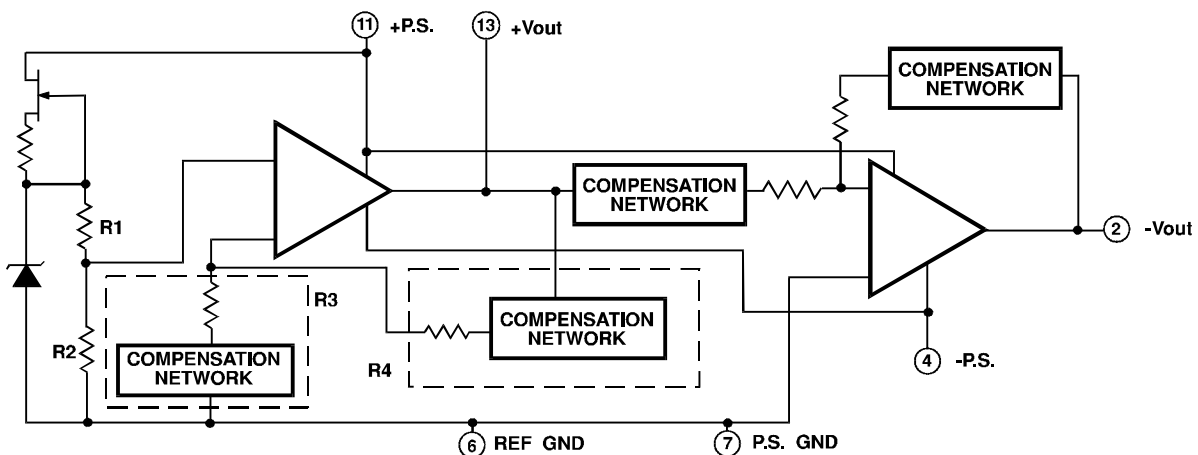 11 +P.S.
13 +Vout
COMPENSATION
NETWORK
COMPENSATION
NETWORK
R1
2 -Vout
R3
COMPENSATION
NETWORK
R2
COMPENSATION
NETWORK
R4
4 -P.S.
6 REF GND
7 P.S. GND